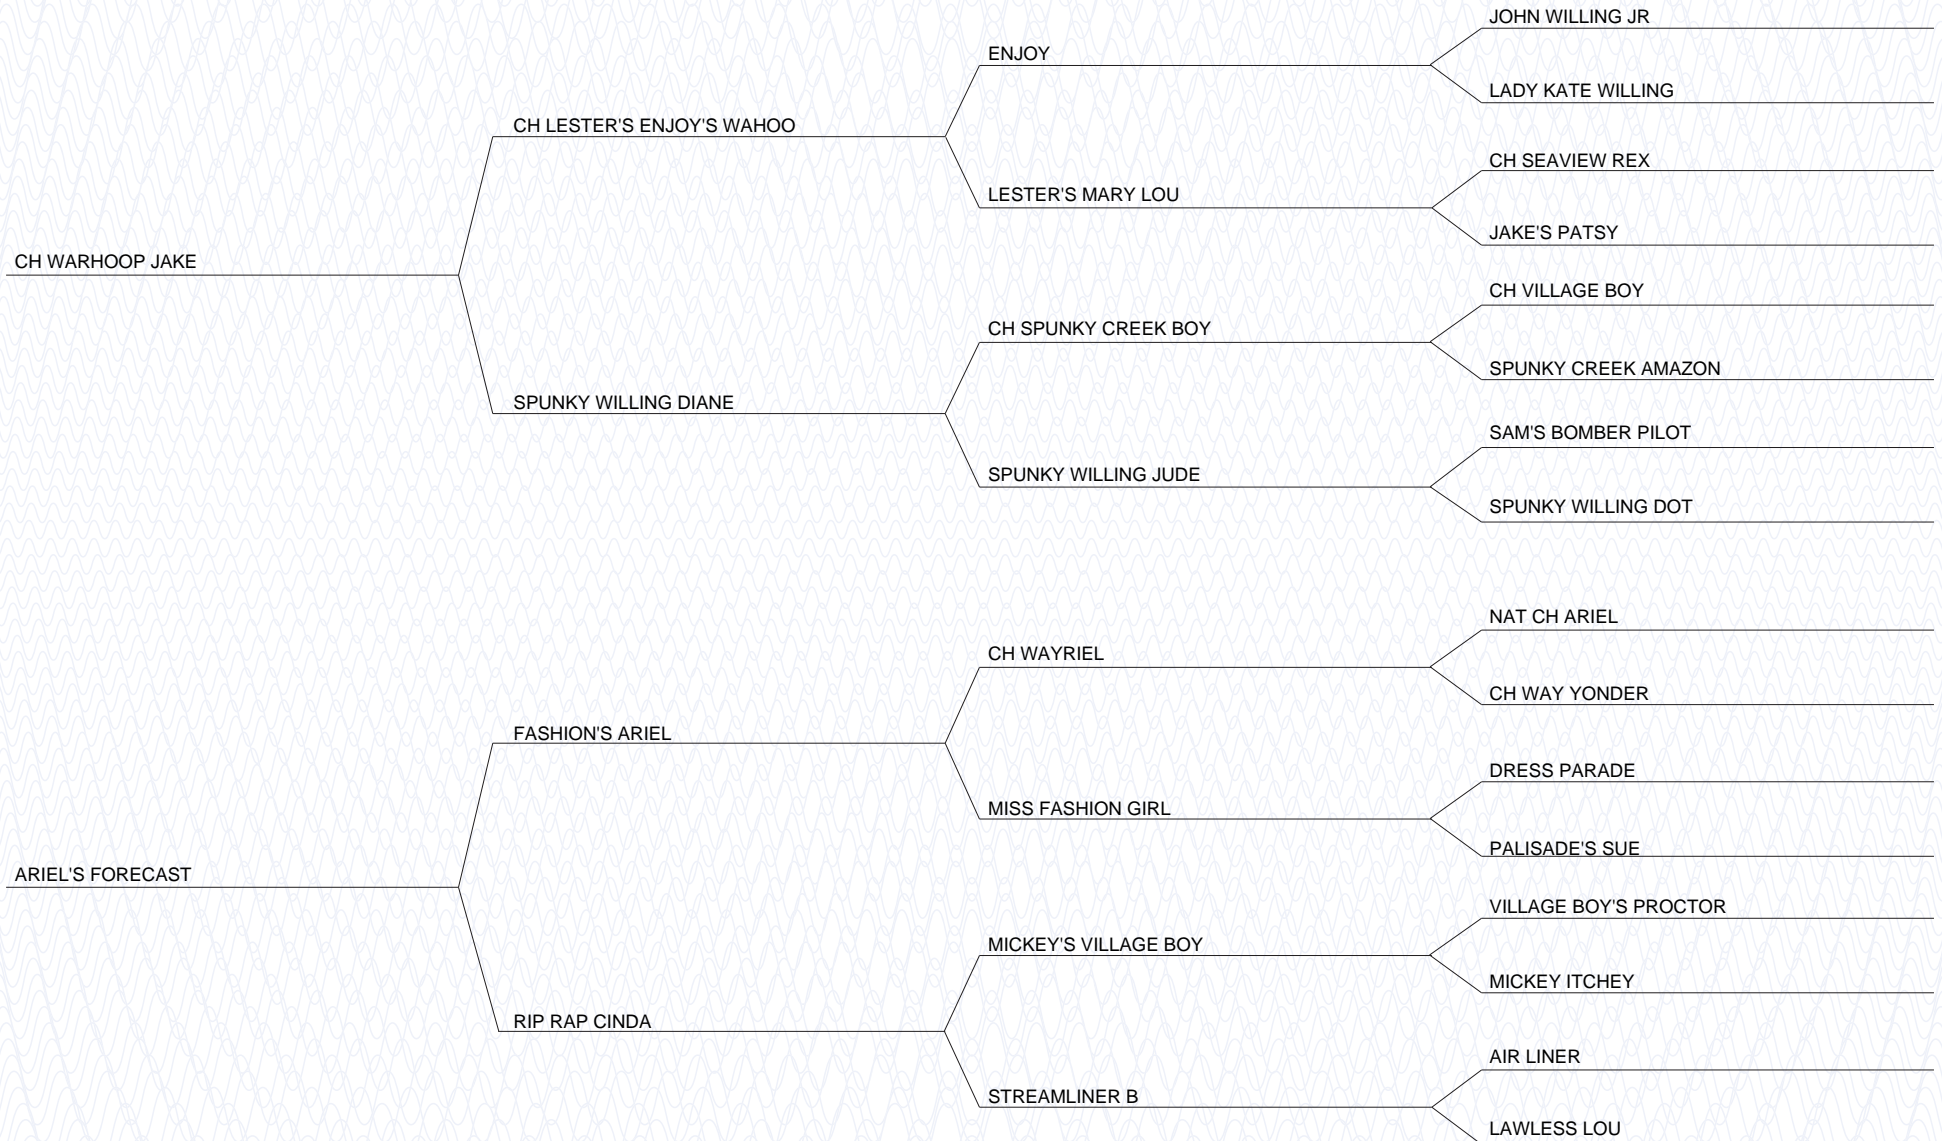 JOHN WILLING JR
ENJOY
LADY KATE WILLING
CH LESTER'S ENJOY'S WAHOO
CH SEAVIEW REX
LESTER'S MARY LOU
JAKE'S PATSY
CH WARHOOP JAKE
CH VILLAGE BOY
CH SPUNKY CREEK BOY
SPUNKY CREEK AMAZON
SPUNKY WILLING DIANE
SAM'S BOMBER PILOT
SPUNKY WILLING JUDE
SPUNKY WILLING DOT
NAT CH ARIEL
CH WAYRIEL
CH WAY YONDER
FASHION'S ARIEL
DRESS PARADE
MISS FASHION GIRL
PALISADE'S SUE
ARIEL'S FORECAST
VILLAGE BOY'S PROCTOR
MICKEY'S VILLAGE BOY
MICKEY ITCHEY
RIP RAP CINDA
AIR LINER
STREAMLINER B
LAWLESS LOU